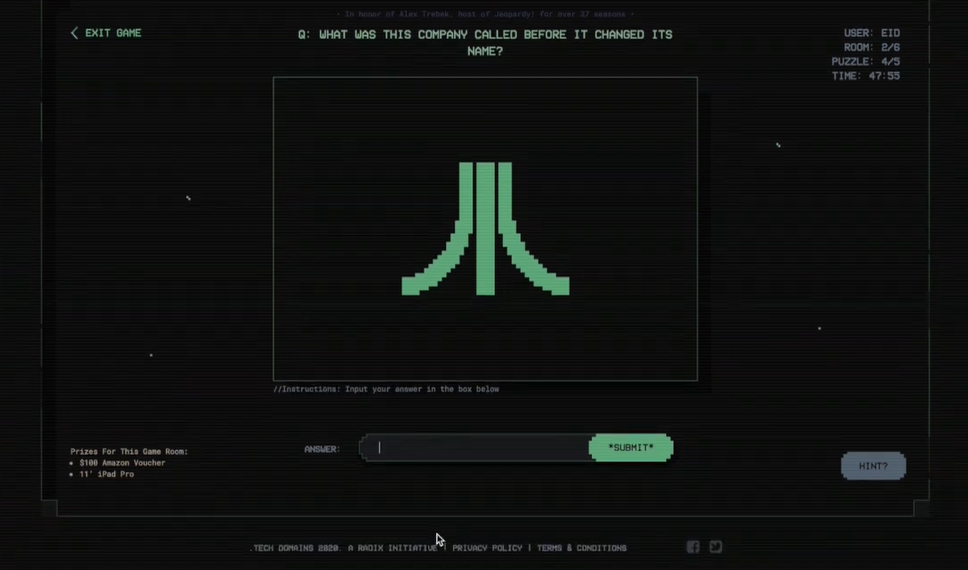 - In honor of Alex Trebek, Host of Jeopardy! for over 37 seasons -
EXIT GAME
Q: WHAT WAS THIS COMPANY CALLED BEFORE IT CHANGED ITS
NAME?
USER: EID
ROOM: 2/6
PUZZLE: 4/5
TIME: 47:55
//Instructions: Input your answer in the box below
ANSWER:
*SUBMIT*
Prizes For This Game Room:
• $100 Amazon Voucher
• 11' iPad Pro
HINT?
.TECH DOMAINS 2020. A RADIX INITIATIVE | PRIVACY POLICY | TERMS & CONDITIONS